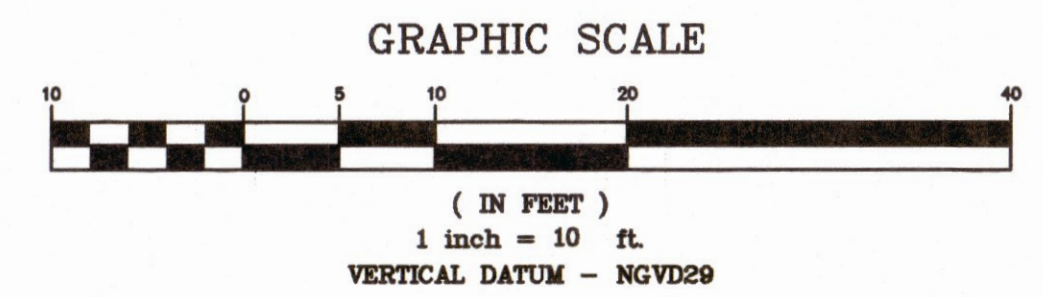 GRAPHIC SCALE
10 0 5 10 20 40
( IN FEET )
1 inch = 10 ft.
VERTICAL DATUM - NGVD29